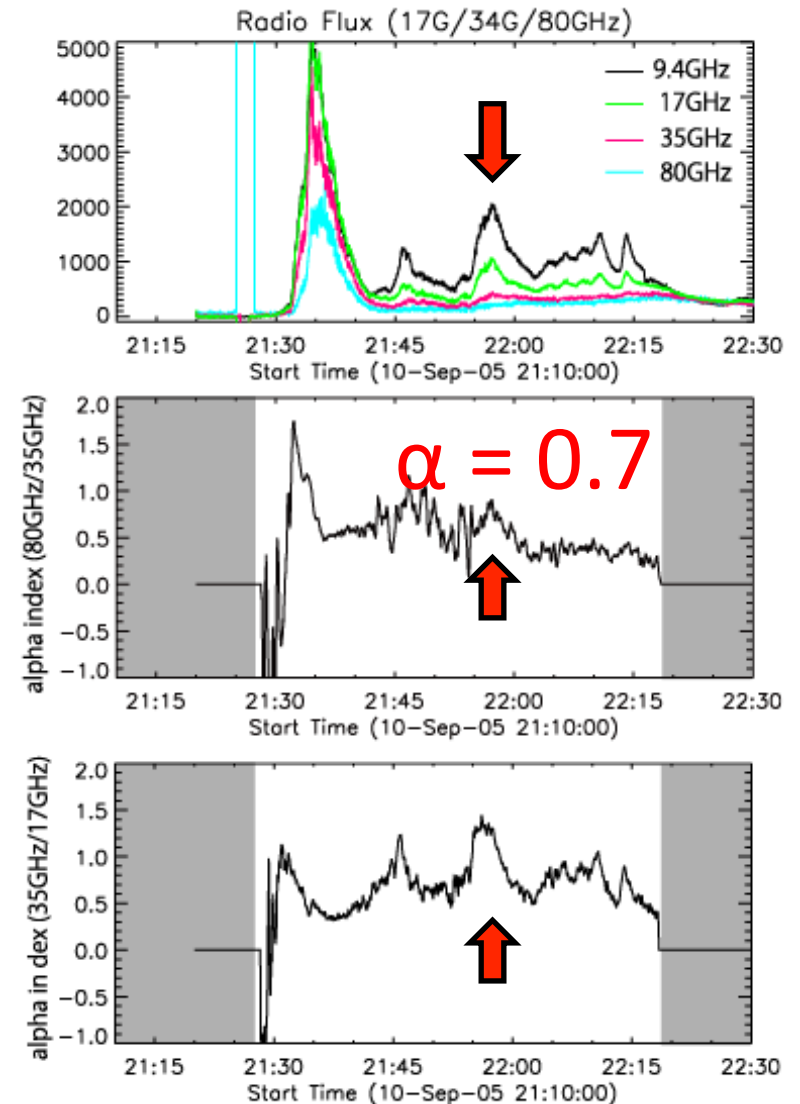 Radio Flux (17G/34G/80GHz)
5000
4000
3000
2000
1000
0
9.4GHz
17GHz
35GHz
80GHz
21:15 21:30 21:45 22:00 22:15 22:30
Start Time (10-Sep-05 21:10:00)
alpha index (80GHz/35GHz)
2.0
1.5
1.0
0.5
0.0
-0.5
-1.0
α = 0.7
21:15 21:30 21:45 22:00 22:15 22:30
Start Time (10-Sep-05 21:10:00)
alpha in dex (35GHz/17GHz)
2.0
1.5
1.0
0.5
0.0
-0.5
-1.0
21:15 21:30 21:45 22:00 22:15 22:30
Start Time (10-Sep-05 21:10:00)